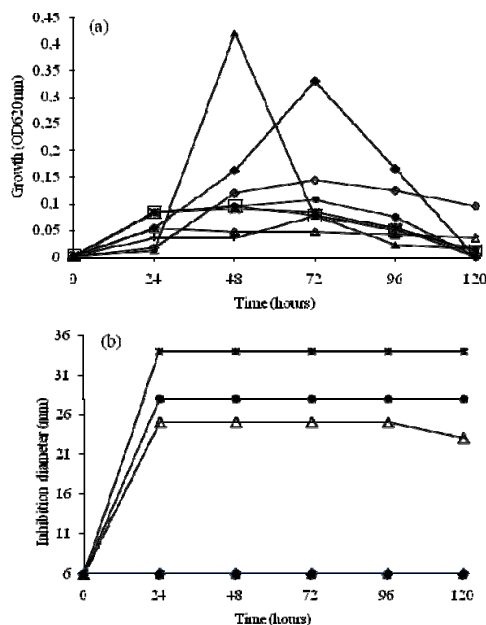 (a)
Growth (OD620nm)
0,45
0,4
0,35
0,3
0,25
0,2
0,15
0,1
0,05
0
0 24 48 72 96 120
Time (hours)
(b)
Inhibition diameter (mm)
36
31
26
21
16
11
6
0 24 48 72 96 120
Time (hours)